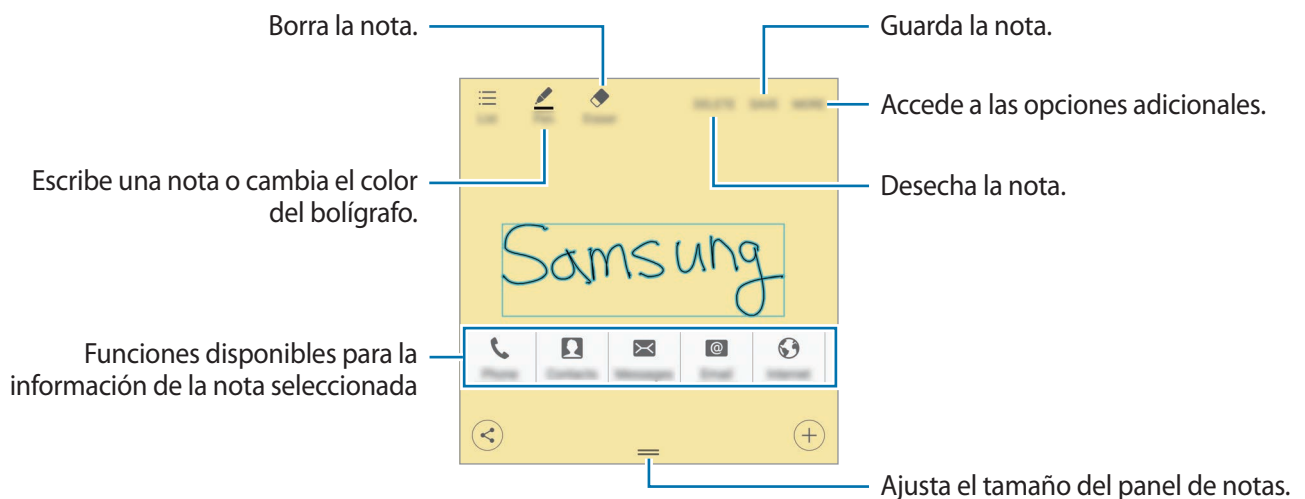 Borra la nota.
Guarda la nota.
Accede a las opciones adicionales.
Escribe una nota o cambia el color
del bolígrafo.
Desecha la nota.
Samsung
Funciones disponibles para la
información de la nota seleccionada
Ajusta el tamaño del panel de notas.